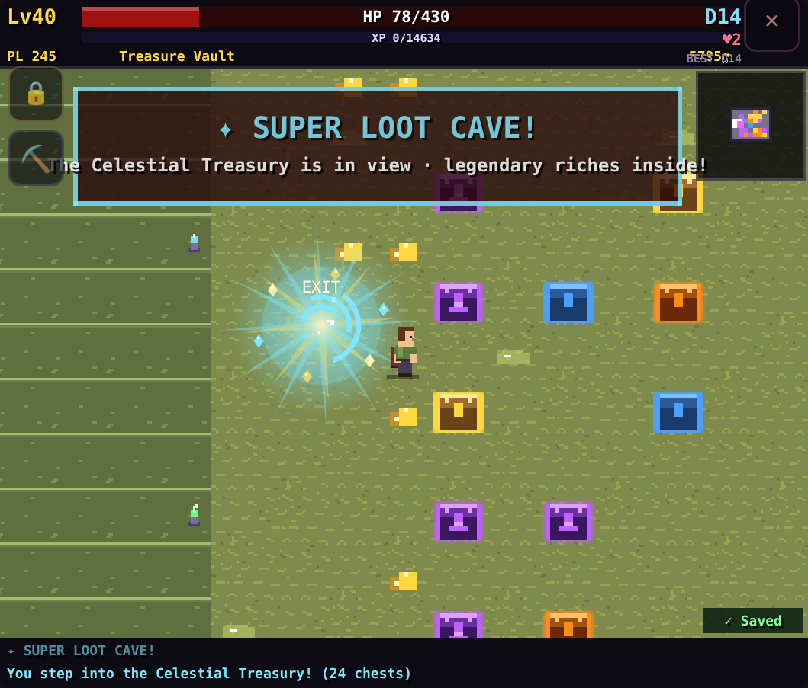 Lv40
HP 78/430
D14
XP 0/14634
♥2
PL 245
Treasure Vault
✦ SUPER LOOT CAVE!
The Celestial Treasury is in view · legendary riches inside!
EXIT
✓ Saved
✦ SUPER LOOT CAVE!
You step into the Celestial Treasury! (24 chests)